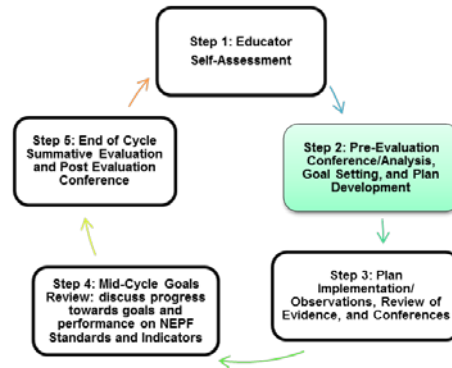 Step 1: Educator
Self-Assessment
Step 2: Pre-Evaluation
Conference/Analysis,
Goal Setting, and Plan
Development
Step 3: Plan
Implementation/
Observations, Review of
Evidence, and Conferences
Step 4: Mid-Cycle Goals
Review: discuss progress
towards goals and
performance on NEPF
Standards and Indicators
Step 5: End of Cycle
Summative Evaluation
and Post Evaluation
Conference